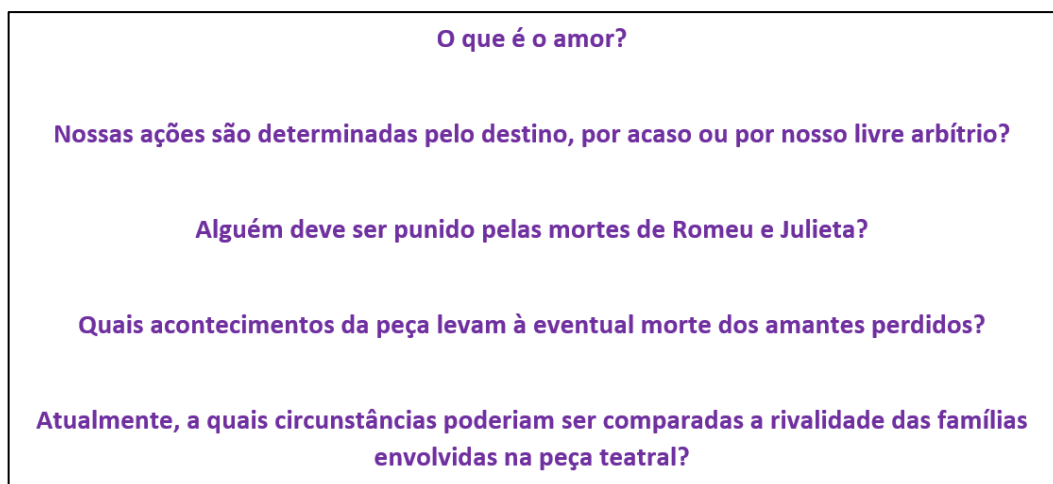 O que é o amor?
Nossas ações são determinadas pelo destino, por acaso ou por nosso livre arbítrio?
Alguém deve ser punido pelas mortes de Romeu e Julieta?
Quais acontecimentos da peça levam à eventual morte dos amantes perdidos?
Atualmente, a quais circunstâncias poderiam ser comparadas a rivalidade das famílias
envolvidas na peça teatral?